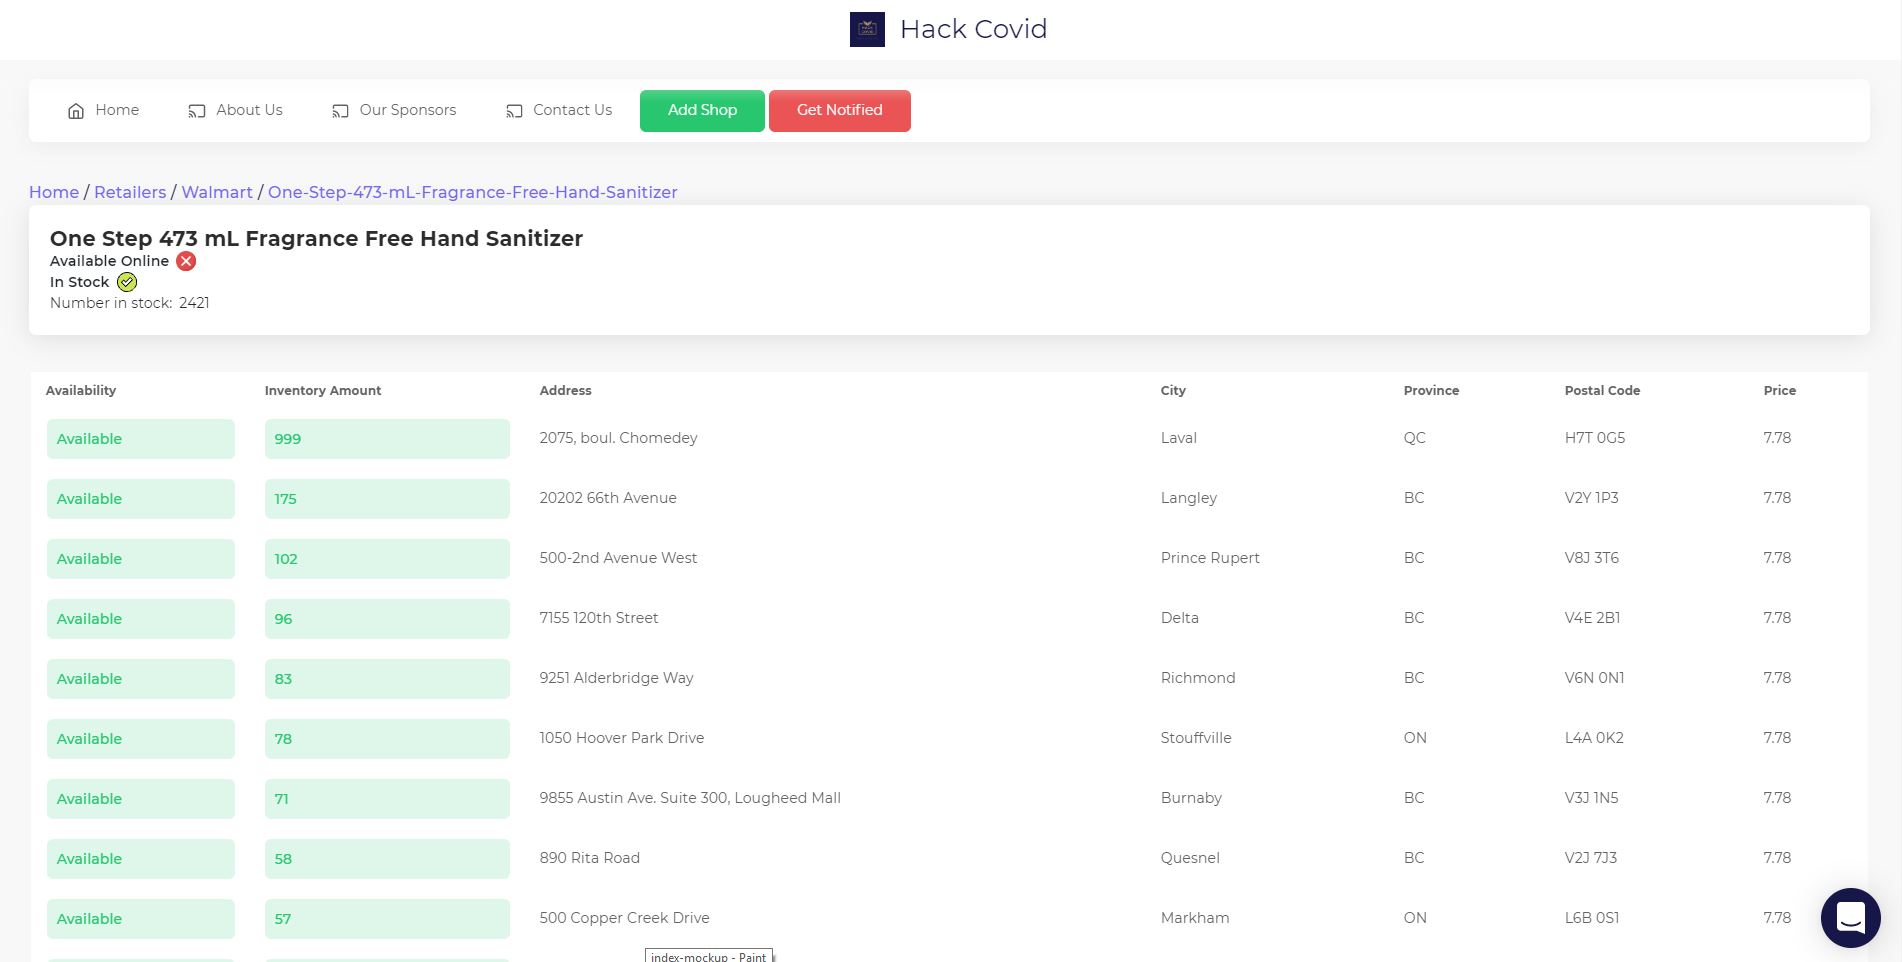 Hack Covid
Home About Us Our Sponsors Contact Us Add Shop Get Notified
Home / Retailers / Walmart / One-Step-473-mL-Fragrance-Free-Hand-Sanitizer
One Step 473 mL Fragrance Free Hand Sanitizer
Available Online
In Stock
Number in stock: 2421
Availability Inventory Amount Address City Province Postal Code Price
Available 999 2075, boul. Chomedey Laval QC H7T 0G5 7.78
Available 175 20202 66th Avenue Langley BC V2Y 1P3 7.78
Available 102 500-2nd Avenue West Prince Rupert BC V8J 3T6 7.78
Available 96 7155 120th Street Delta BC V4E 2B1 7.78
Available 83 9251 Alderbridge Way Richmond BC V6N 0N1 7.78
Available 78 1050 Hoover Park Drive Stouffville ON L4A 0K2 7.78
Available 71 9855 Austin Ave. Suite 300, Lougheed Mall Burnaby BC V3J 1N5 7.78
Available 58 890 Rita Road Quesnel BC V2J 7J3 7.78
Available 57 500 Copper Creek Drive Markham ON L6B 0S1 7.78
index-mockup - Paint